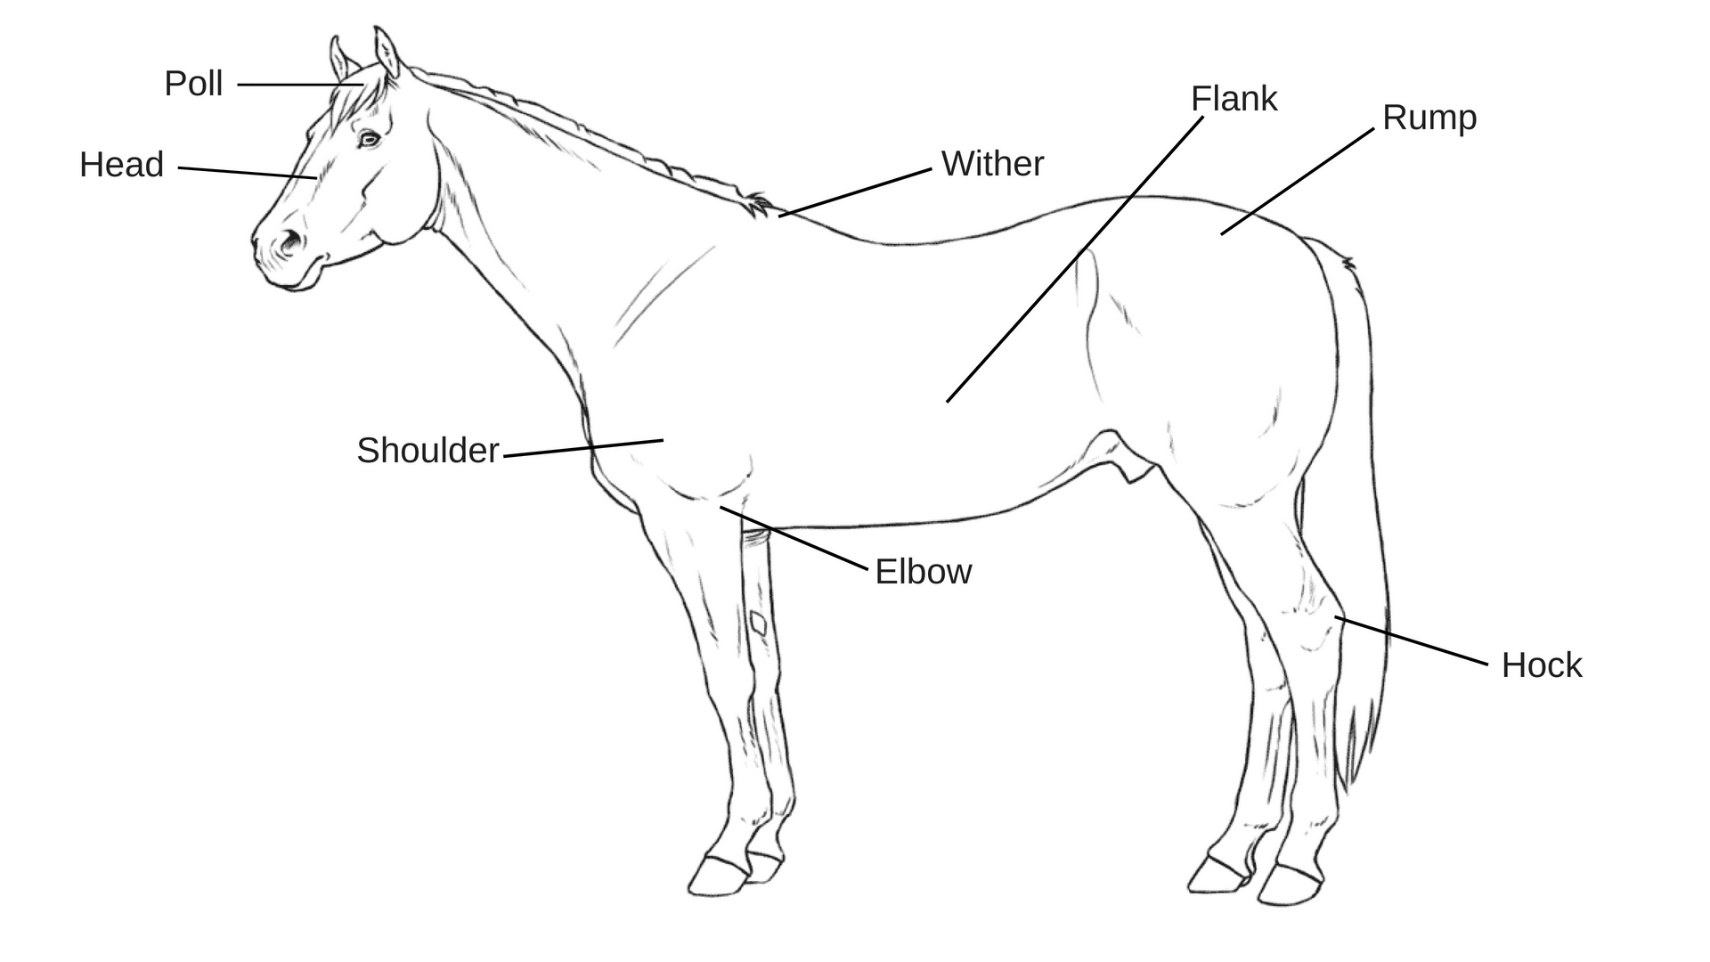 Poll
Head
Flank
Rump
Wither
Shoulder
Elbow
Hock